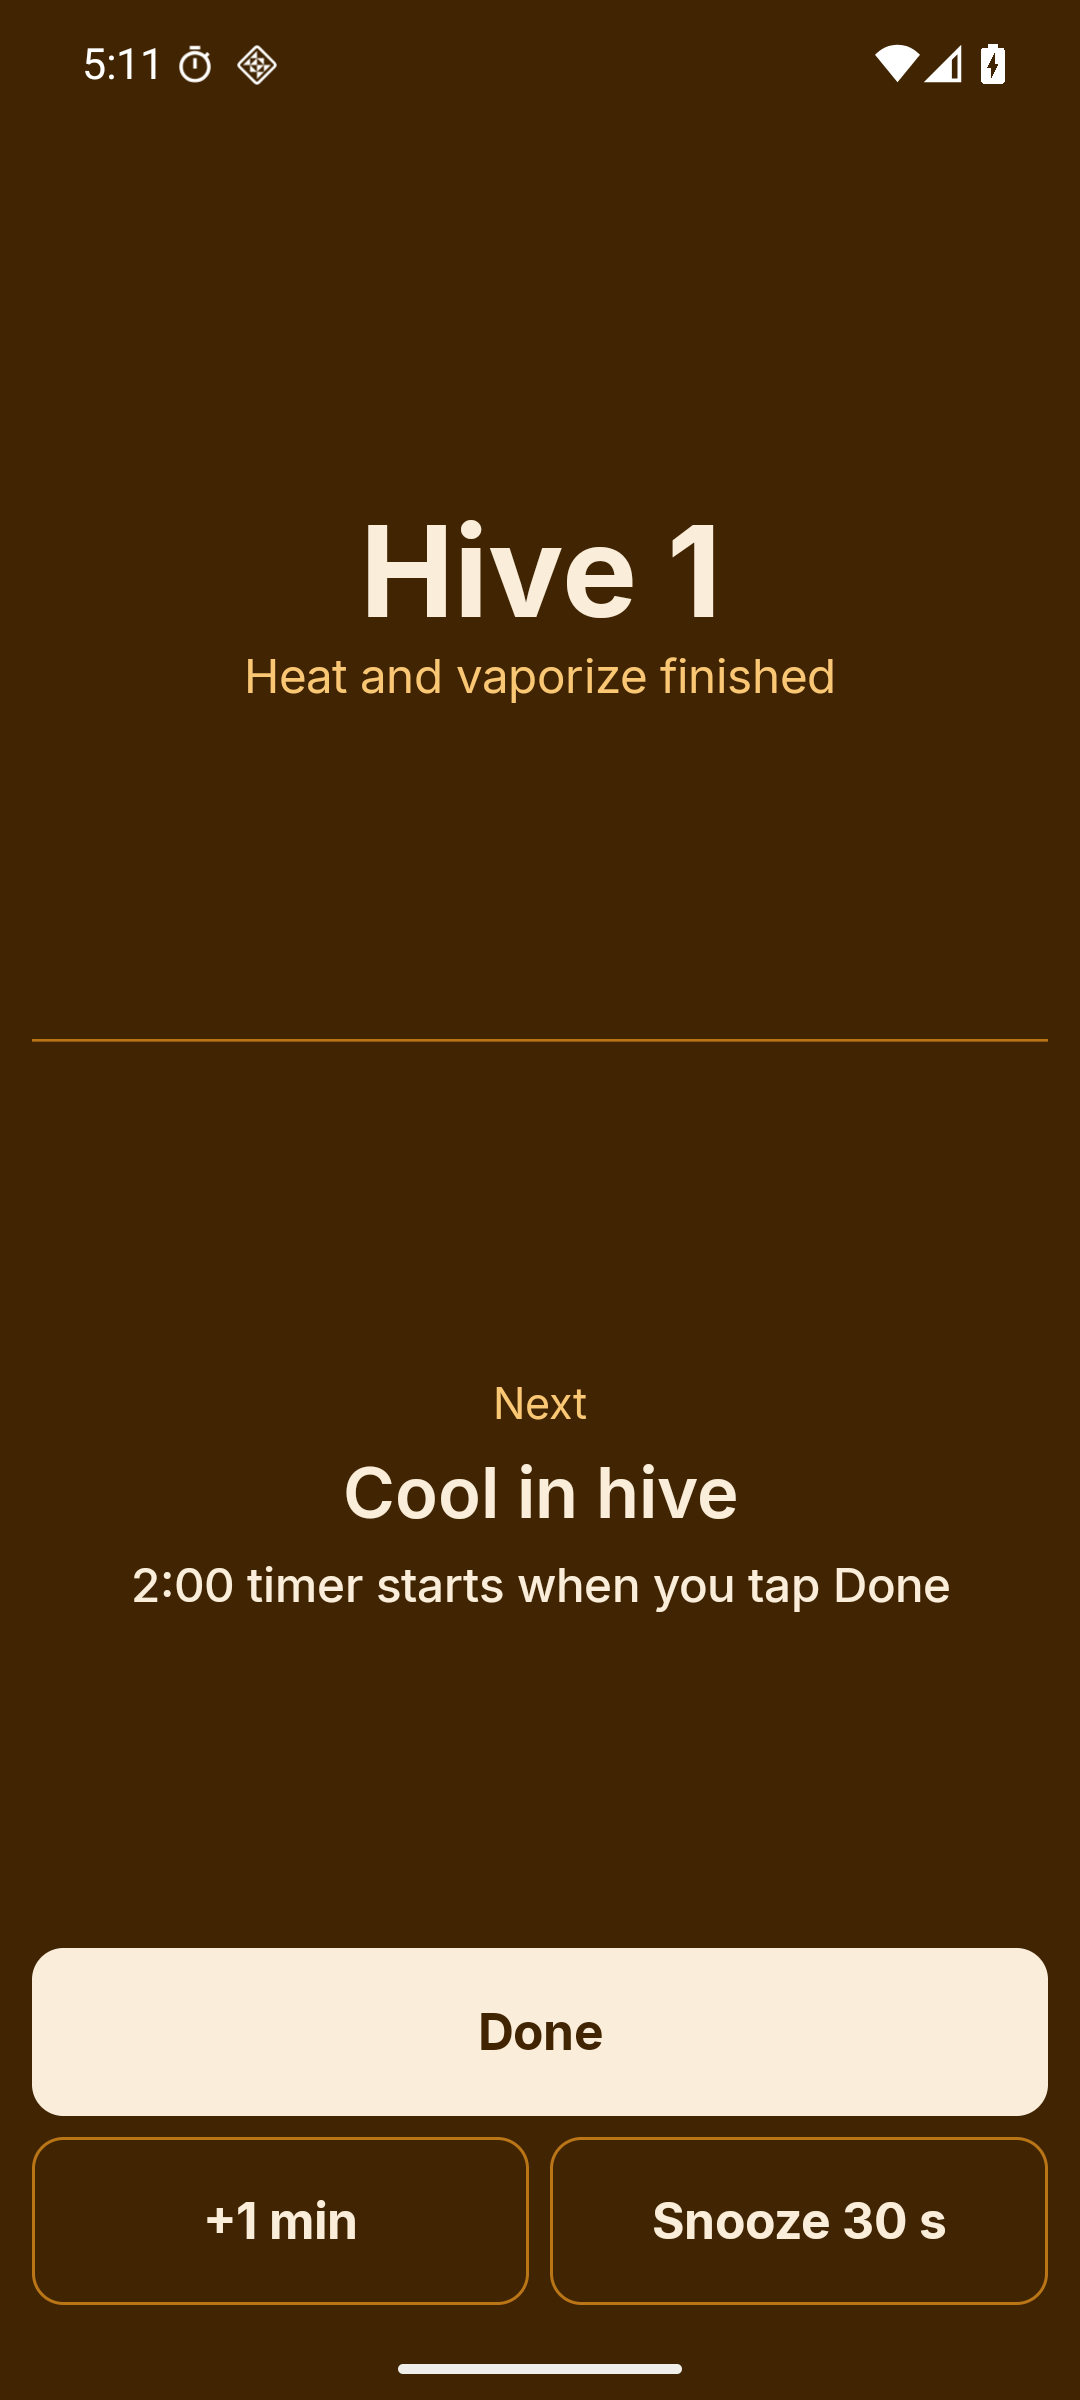 5:11
Hive 1
Heat and vaporize finished
Next
Cool in hive
2:00 timer starts when you tap Done
Done
+1 min
Snooze 30 s